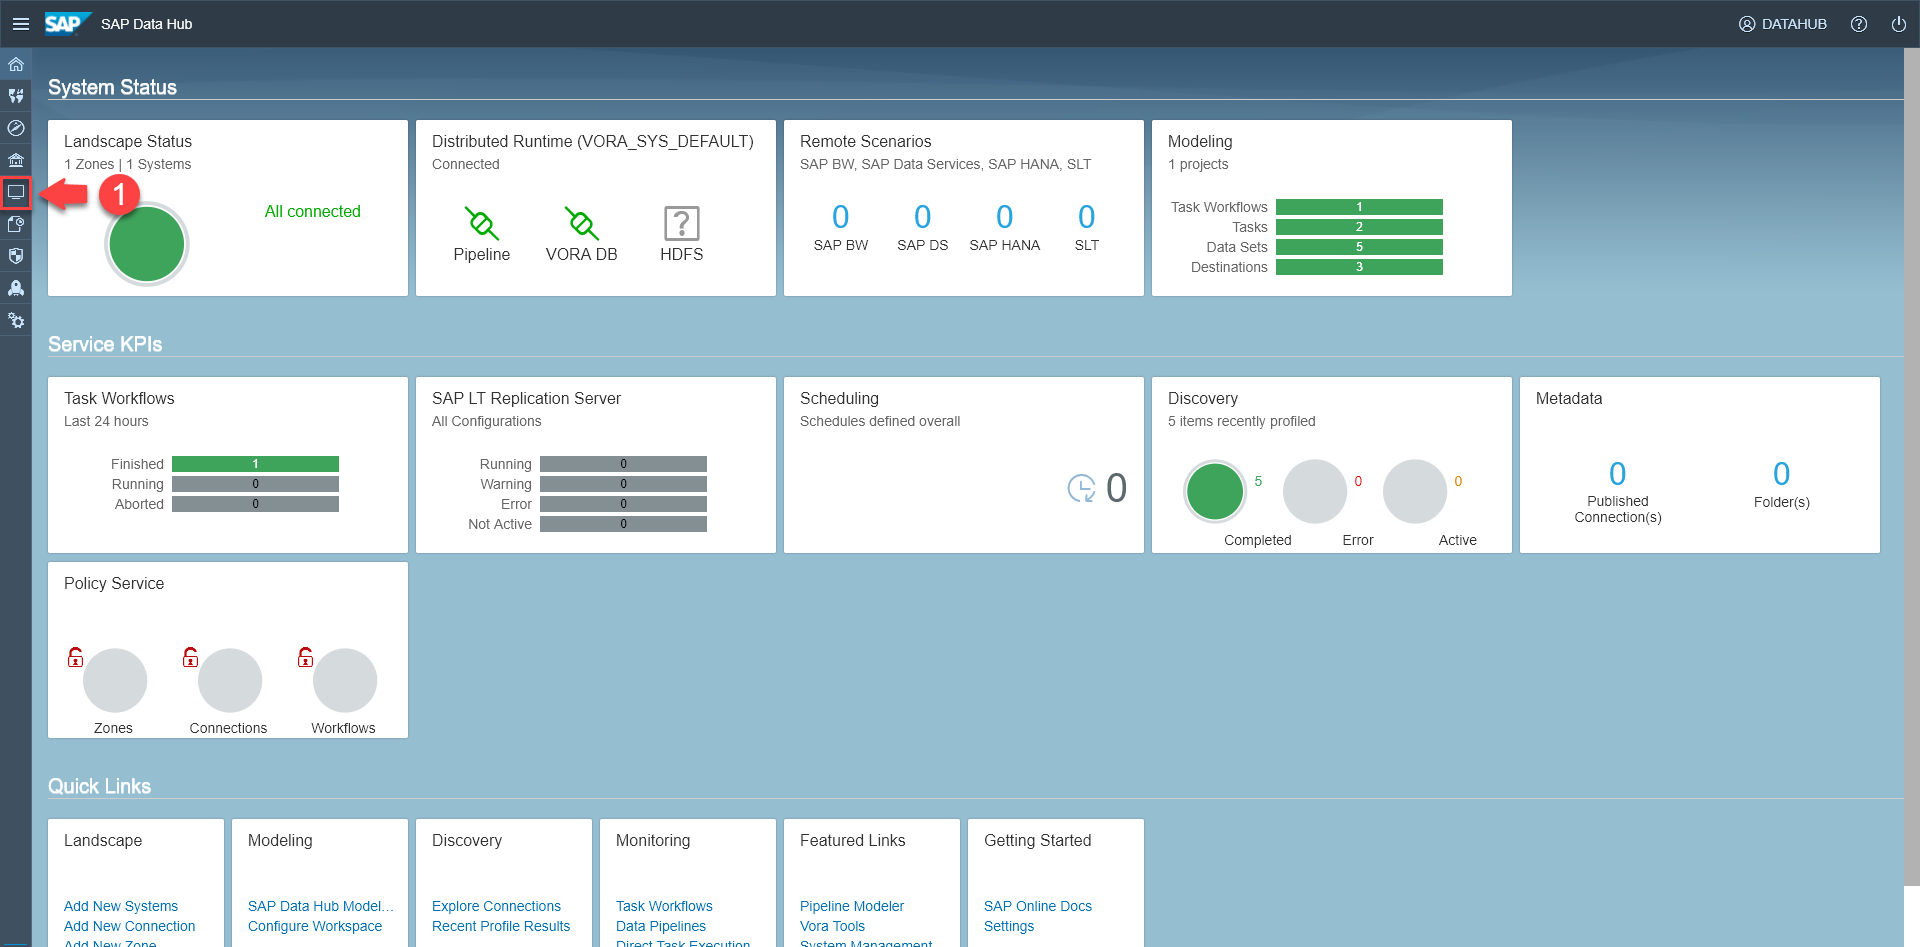 SAP SAP Data Hub
DATAHUB
System Status
Landscape Status
1 Zones | 1 Systems
All connected
1
Distributed Runtime (VORA_SYS_DEFAULT)
Connected
Pipeline
VORA DB
HDFS
Remote Scenarios
SAP BW, SAP Data Services, SAP HANA, SLT
0 0 0 0
SAP BW SAP DS SAP HANA SLT
Modeling
1 projects
Task Workflows 1
Tasks 2
Data Sets 5
Destinations 3
Service KPIs
Task Workflows
Last 24 hours
Finished 1
Running 0
Aborted 0
SAP LT Replication Server
All Configurations
Running 0
Warning 0
Error 0
Not Active 0
Scheduling
Schedules defined overall
0
Discovery
5 items recently profiled
5 0 0
Completed Error Active
Metadata
0 0
Published
Connection(s)
Folder(s)
Policy Service
Zones Connections Workflows
Quick Links
Landscape
Add New Systems
Add New Connection
Add New Zone
Modeling
SAP Data Hub Model...
Configure Workspace
Discovery
Explore Connections
Recent Profile Results
Monitoring
Task Workflows
Data Pipelines
Direct Task Execution
Featured Links
Pipeline Modeler
Vora Tools
System Management
Getting Started
SAP Online Docs
Settings